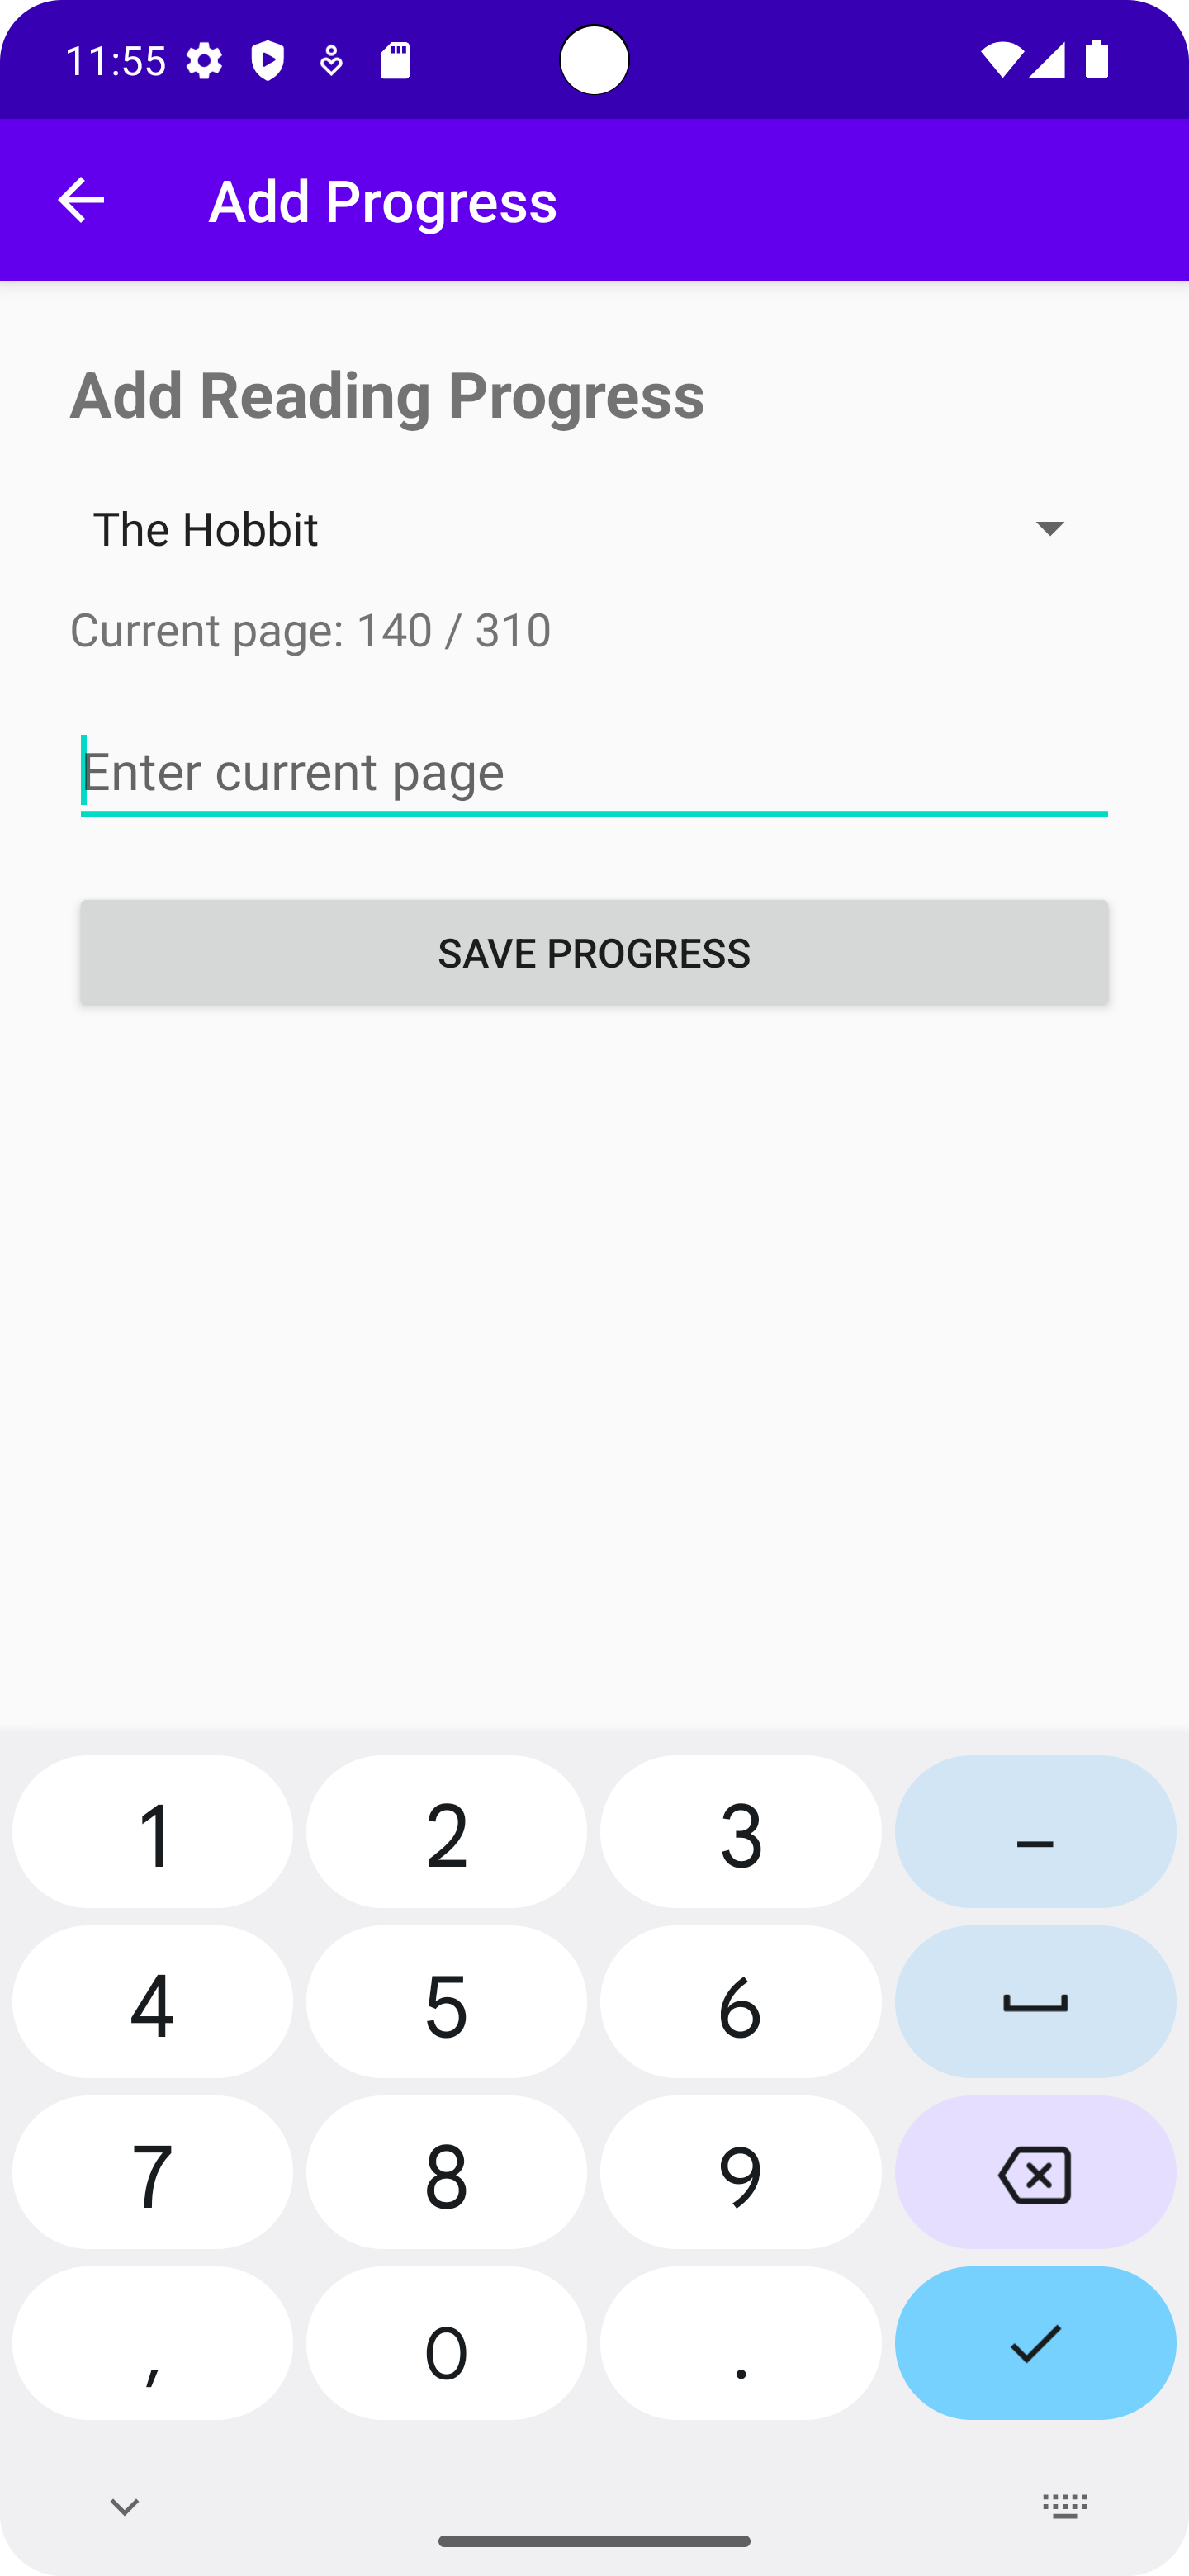 11:55
Add Progress
Add Reading Progress
The Hobbit
Current page: 140 / 310
Enter current page
SAVE PROGRESS
1 2 3 –
4 5 6
7 8 9
, 0 .